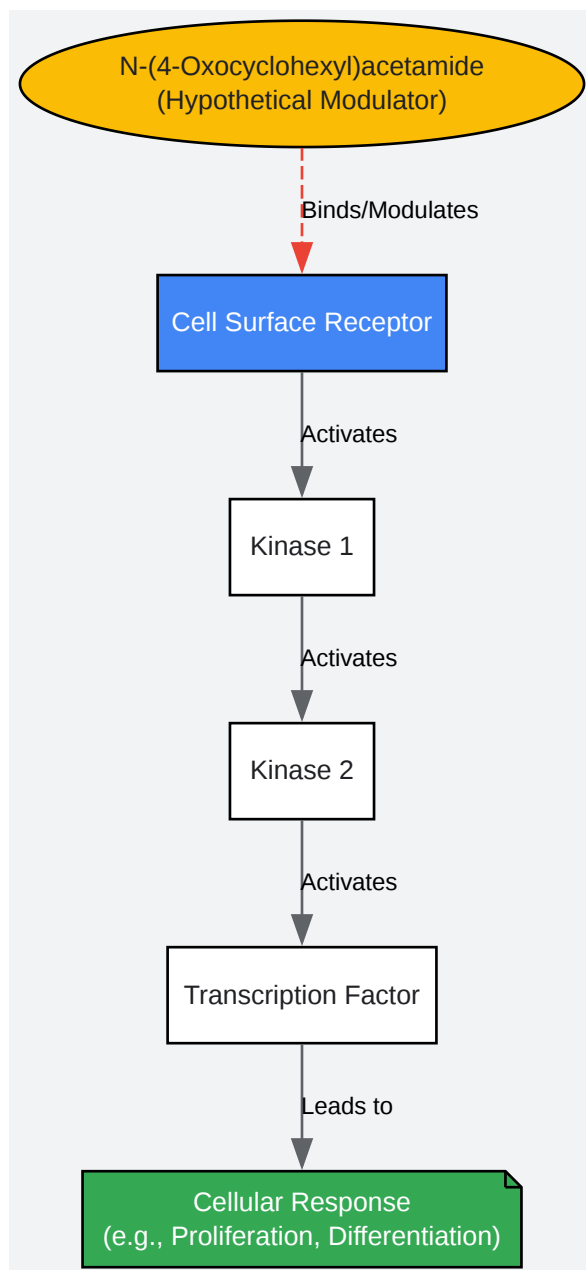 N-(4-Oxocyclohexyl)acetamide
(Hypothetical Modulator)
Binds/Modulates
Cell Surface Receptor
Activates
Kinase 1
Activates
Kinase 2
Activates
Transcription Factor
Leads to
Cellular Response
(e.g., Proliferation, Differentiation)